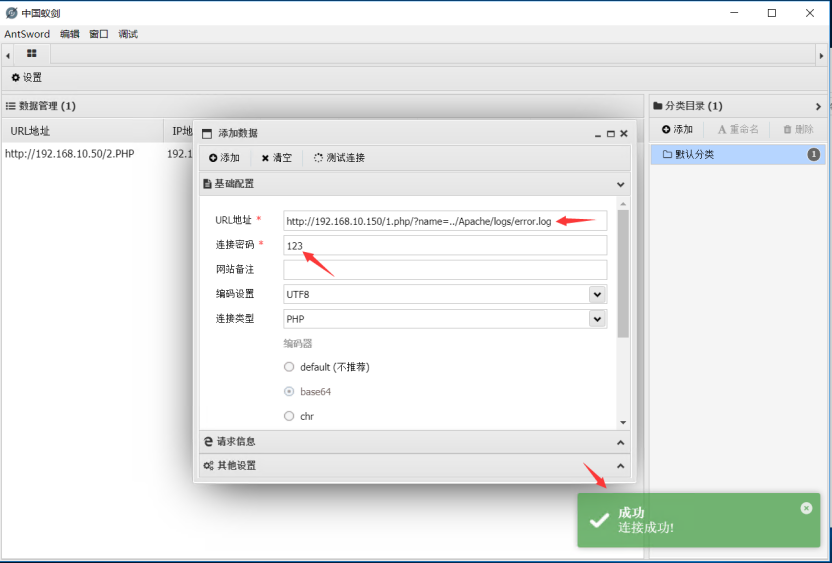 中国蚁剑
AntSword 编辑 窗口 调试
设置
数据管理 (1)
URL地址 IP地
http://192.168.10.50/2.PHP 192.1
分类目录 (1)
添加 重命名 删除
默认分类 1
添加数据
添加 清空 测试连接
基础配置
URL地址 * http://192.168.10.150/1.php/?name=../Apache/logs/error.log
连接密码 * 123
网站备注
编码设置 UTF8
连接类型 PHP
编码器
default (不推荐)
base64
chr
请求信息
其他设置
成功
连接成功!